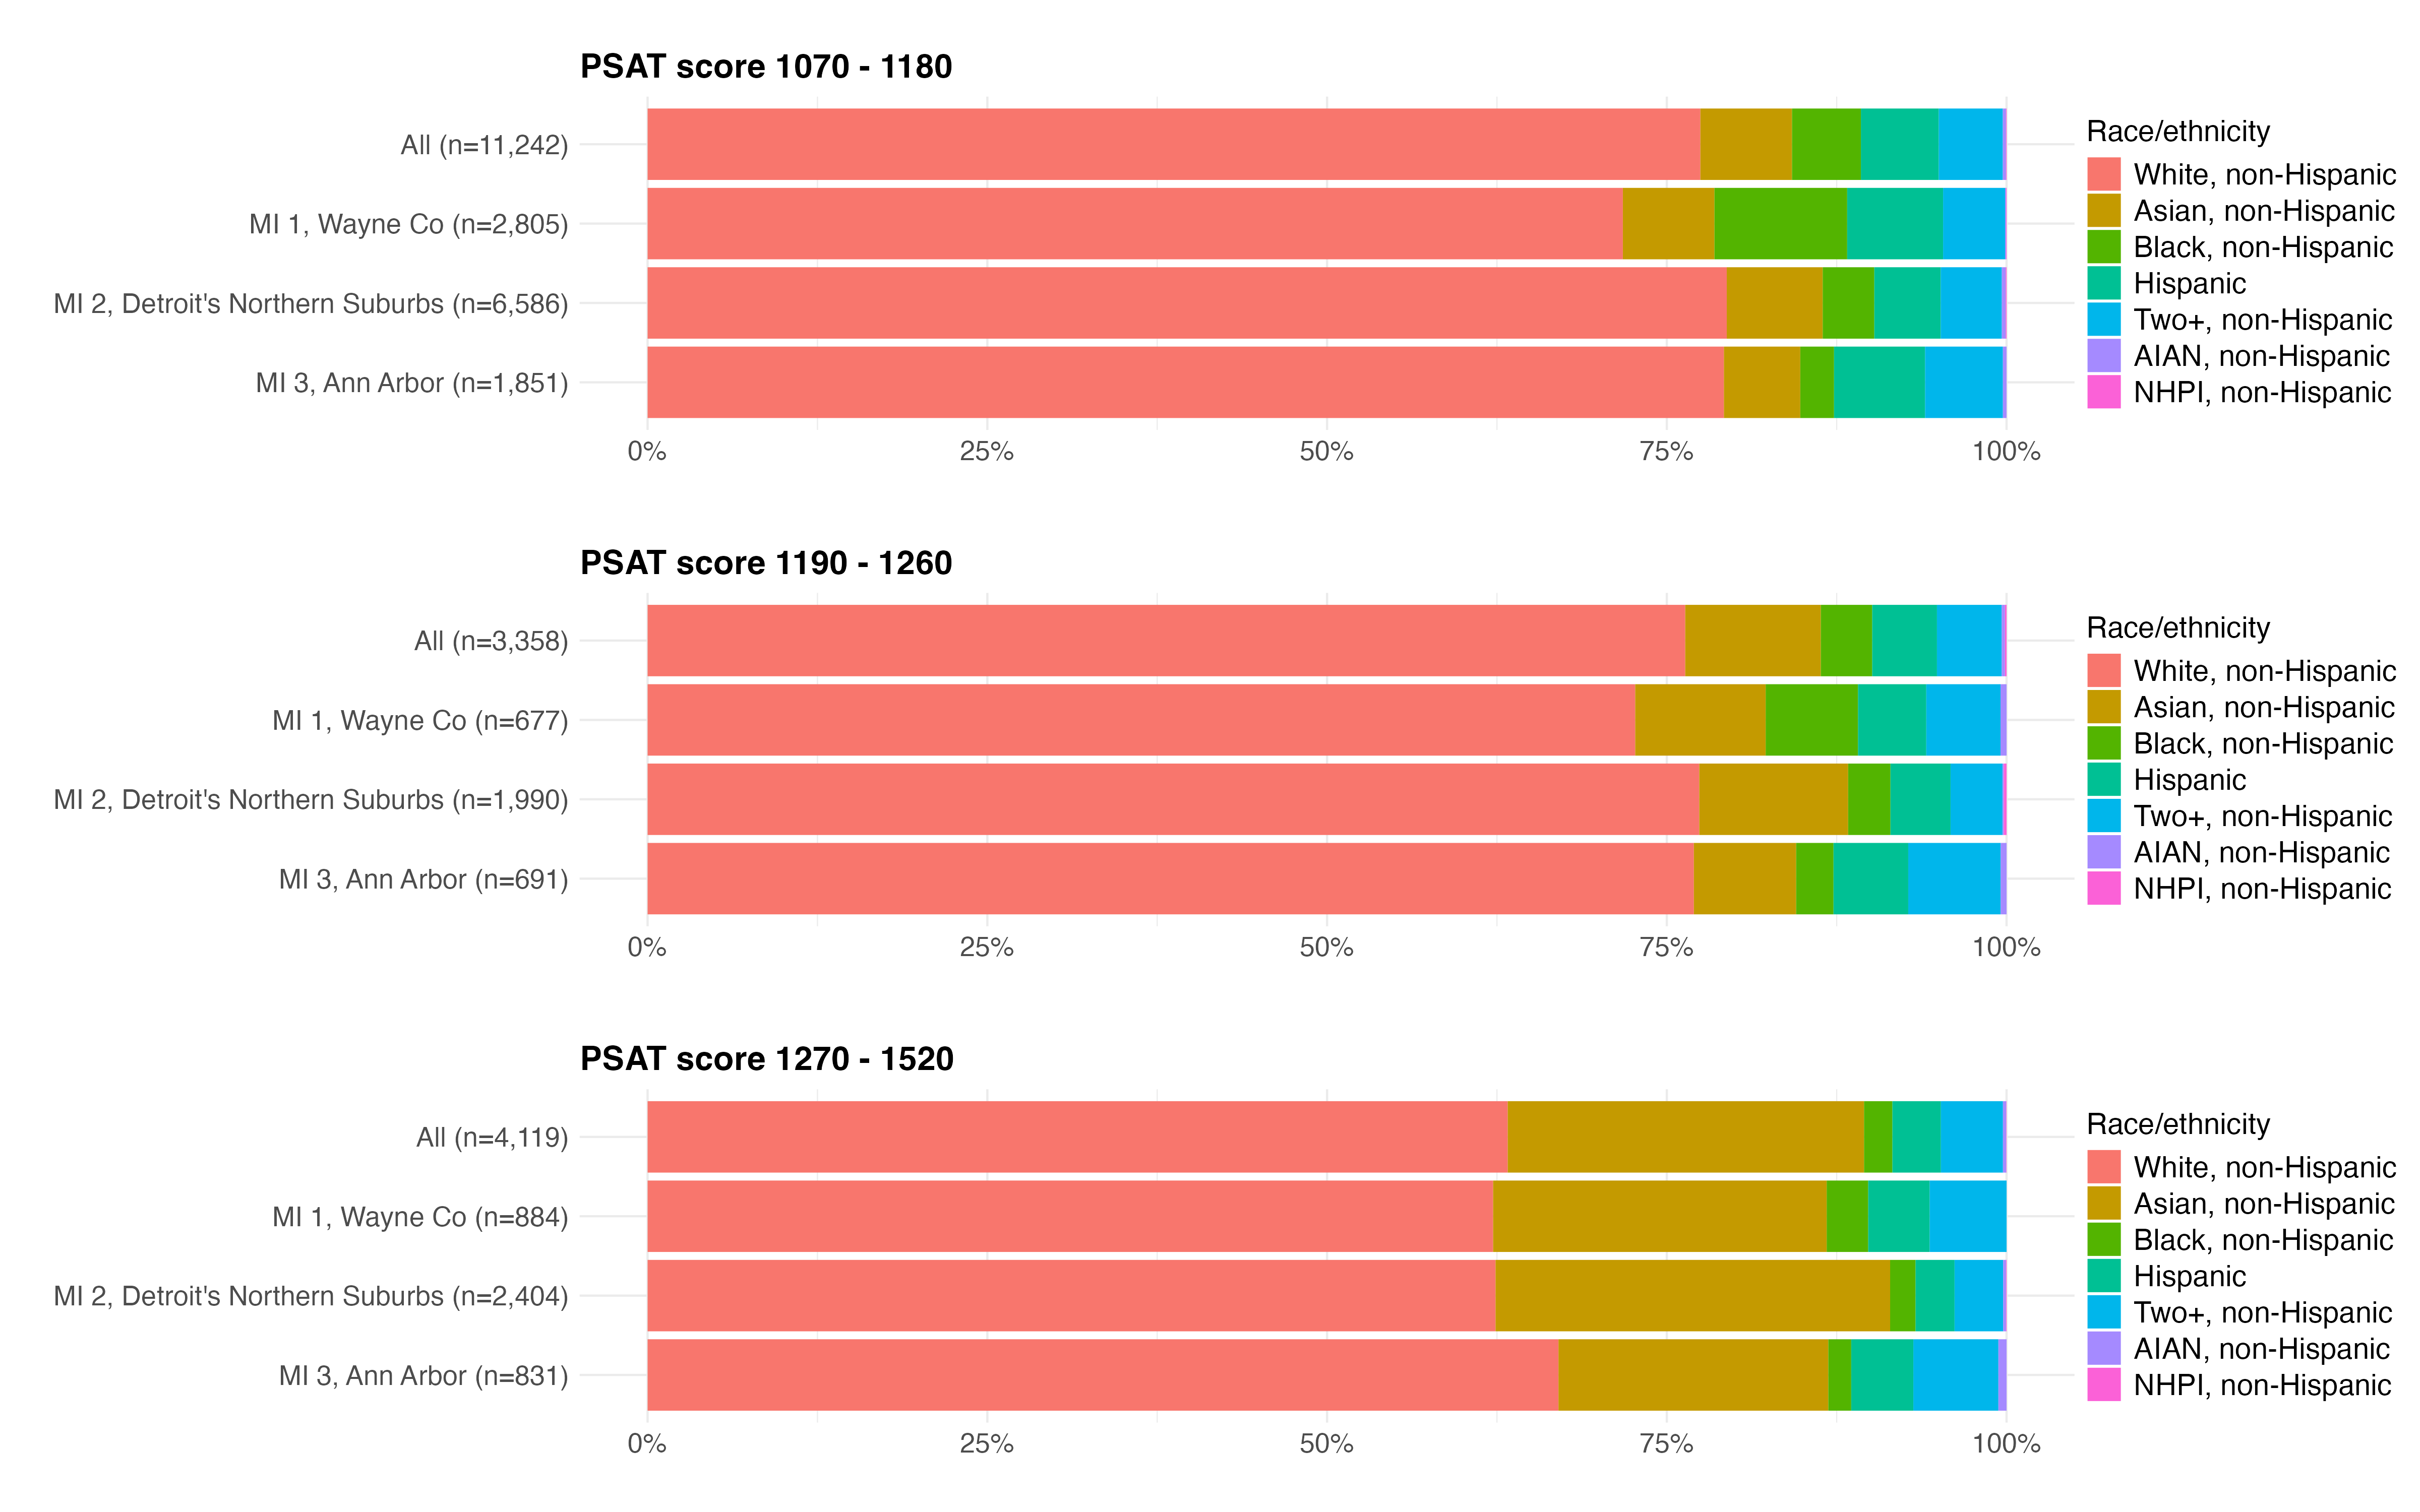 PSAT score 1070 - 1180
All (n=11,242)
MI 1, Wayne Co (n=2,805)
MI 2, Detroit's Northern Suburbs (n=6,586)
MI 3, Ann Arbor (n=1,851)
0% 25% 50% 75% 100%
Race/ethnicity
White, non-Hispanic
Asian, non-Hispanic
Black, non-Hispanic
Hispanic
Two+, non-Hispanic
AIAN, non-Hispanic
NHPI, non-Hispanic
PSAT score 1190 - 1260
All (n=3,358)
MI 1, Wayne Co (n=677)
MI 2, Detroit's Northern Suburbs (n=1,990)
MI 3, Ann Arbor (n=691)
0% 25% 50% 75% 100%
Race/ethnicity
White, non-Hispanic
Asian, non-Hispanic
Black, non-Hispanic
Hispanic
Two+, non-Hispanic
AIAN, non-Hispanic
NHPI, non-Hispanic
PSAT score 1270 - 1520
All (n=4,119)
MI 1, Wayne Co (n=884)
MI 2, Detroit's Northern Suburbs (n=2,404)
MI 3, Ann Arbor (n=831)
0% 25% 50% 75% 100%
Race/ethnicity
White, non-Hispanic
Asian, non-Hispanic
Black, non-Hispanic
Hispanic
Two+, non-Hispanic
AIAN, non-Hispanic
NHPI, non-Hispanic